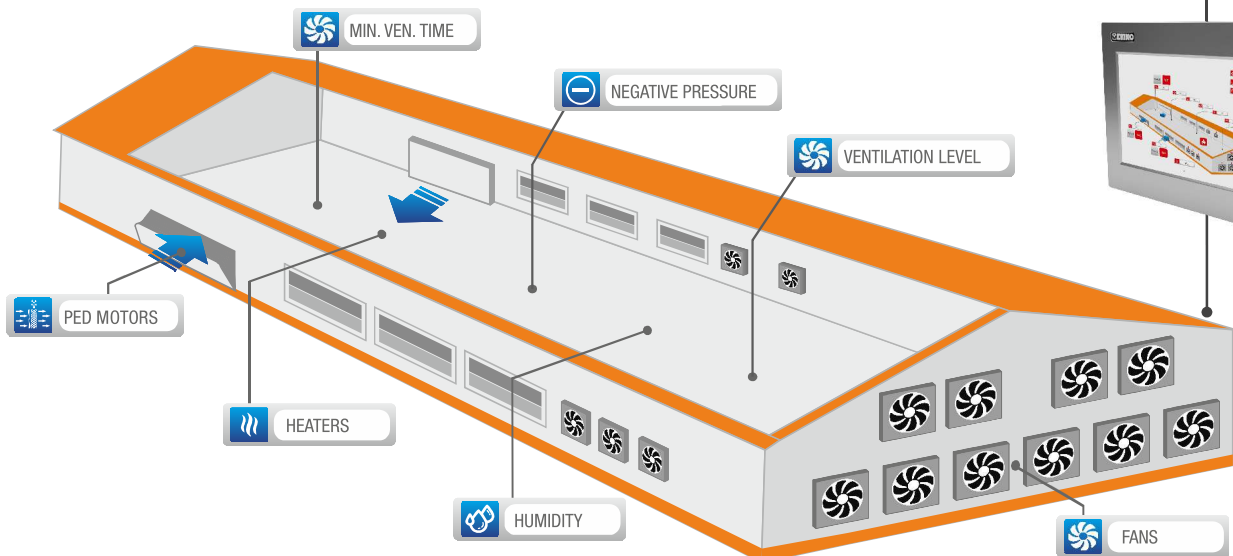 MIN. VEN. TIME
NEGATIVE PRESSURE
VENTILATION LEVEL
PED MOTORS
HEATERS
HUMIDITY
FANS